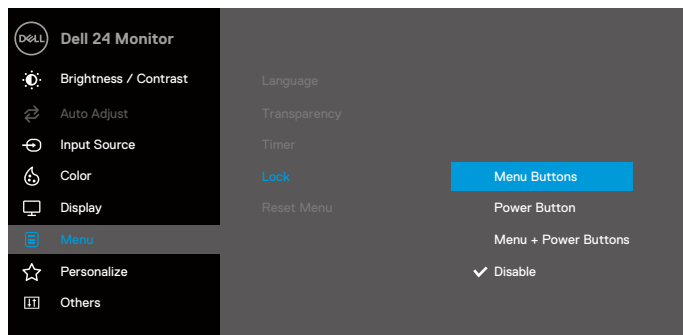 DELL Dell 24 Monitor
Brightness / Contrast
Auto Adjust
Input Source
Color
Display
Menu
Personalize
Others
Language
Transparency
Timer
Lock
Reset Menu
Menu Buttons
Power Button
Menu + Power Buttons
Disable